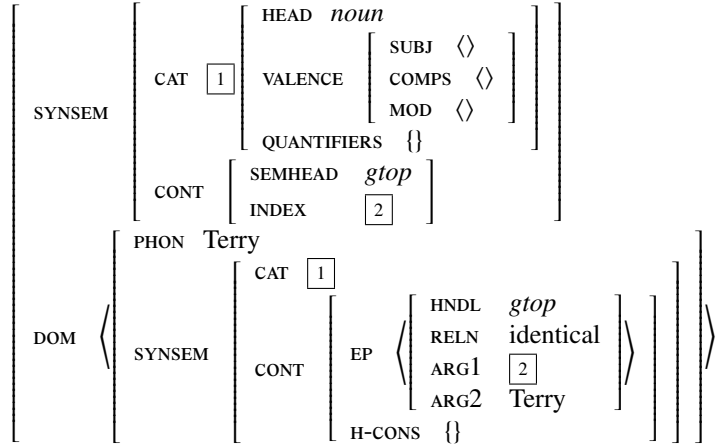 HEAD noun
SUBJ ⟨⟩
CAT 1 VALENCE COMPS ⟨⟩
SYNSEM MOD ⟨⟩
QUANTIFIERS {}
SEMHEAD gtop
CONT
INDEX 2
PHON Terry
CAT 1
HNDL gtop
DOM ⟨ SYNSEM EP ⟨ RELN identical ⟩ ⟩
CONT ARG1 2
ARG2 Terry
H-CONS {}